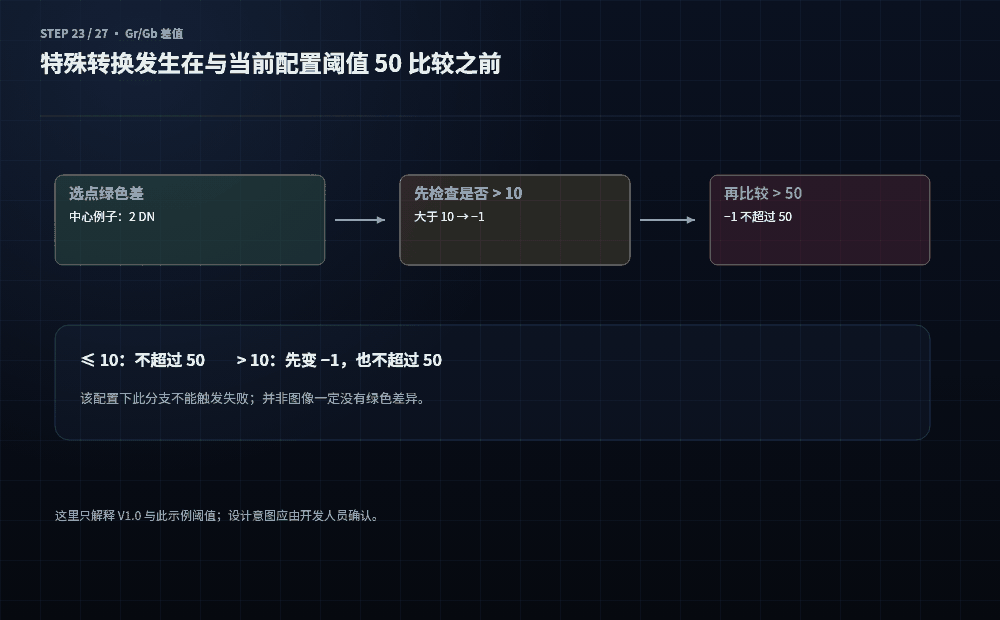 STEP 23 / 27 · Gr/Gb 差值
特殊转换发生在与当前配置阈值 50 比较之前
选点绿色差
中心例子：2 DN
先检查是否 > 10
大于 10 → −1
再比较 > 50
−1 不超过 50
≤ 10：不超过 50 > 10：先变 −1，也不超过 50
该配置下此分支不能触发失败；并非图像一定没有绿色差异。
这里只解释 V1.0 与此示例阈值；设计意图应由开发人员确认。